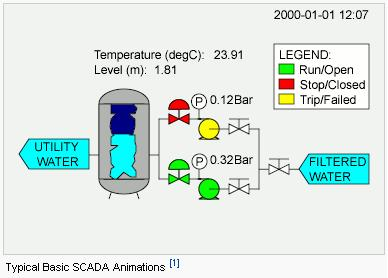 2000-01-01 12:07
Temperature (degC): 23.91
Level (m): 1.81
LEGEND:
Run/Open
Stop/Closed
Trip/Failed
P 0.12Bar
UTILITY
WATER
P 0.32Bar
FILTERED
WATER
Typical Basic SCADA Animations [1]